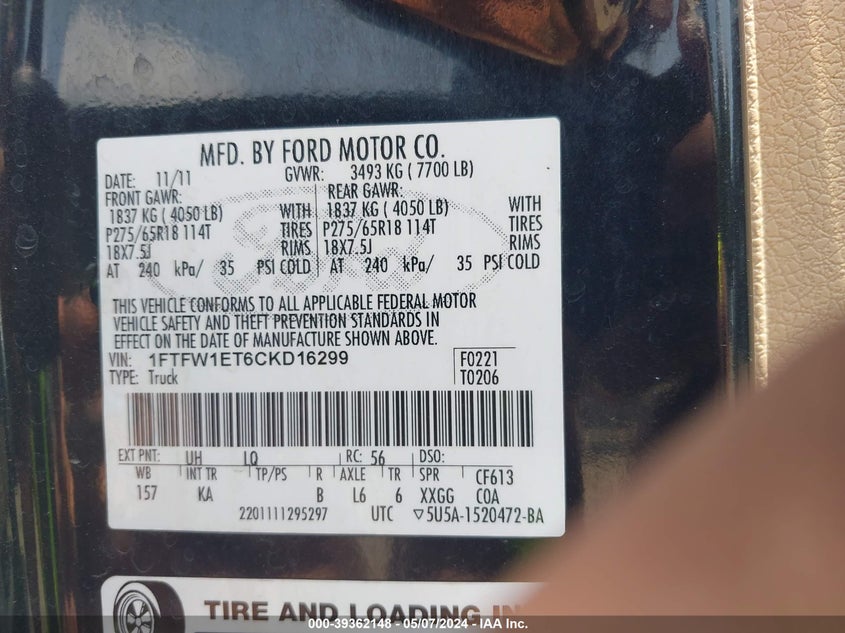 MFD. BY FORD MOTOR CO.
DATE: 11/11 GVWR: 3493 KG ( 7700 LB)
FRONT GAWR: REAR GAWR:
1837 KG ( 4050 LB) WITH 1837 KG ( 4050 LB) WITH
P275/65R18 114T TIRES P275/65R18 114T TIRES
18X7.5J RIMS 18X7.5J RIMS
AT 240 kPa/ 35 PSI COLD AT 240 kPa/ 35 PSI COLD
THIS VEHICLE CONFORMS TO ALL APPLICABLE FEDERAL MOTOR
VEHICLE SAFETY AND THEFT PREVENTION STANDARDS IN
EFFECT ON THE DATE OF MANUFACTURE SHOWN ABOVE.
VIN: 1FTFW1ET6CKD16299 F0221
TYPE: Truck T0206
EXT PNT: UH LQ RC: 56 DSO:
WB INT TR TP/PS R AXLE TR SPR CF613
157 KA B L6 6 XXGG COA
2201111295297 UTC ▽5U5A-1520472-BA
TIRE AND LOADING
000-39362148 - 05/07/2024 - IAA Inc.